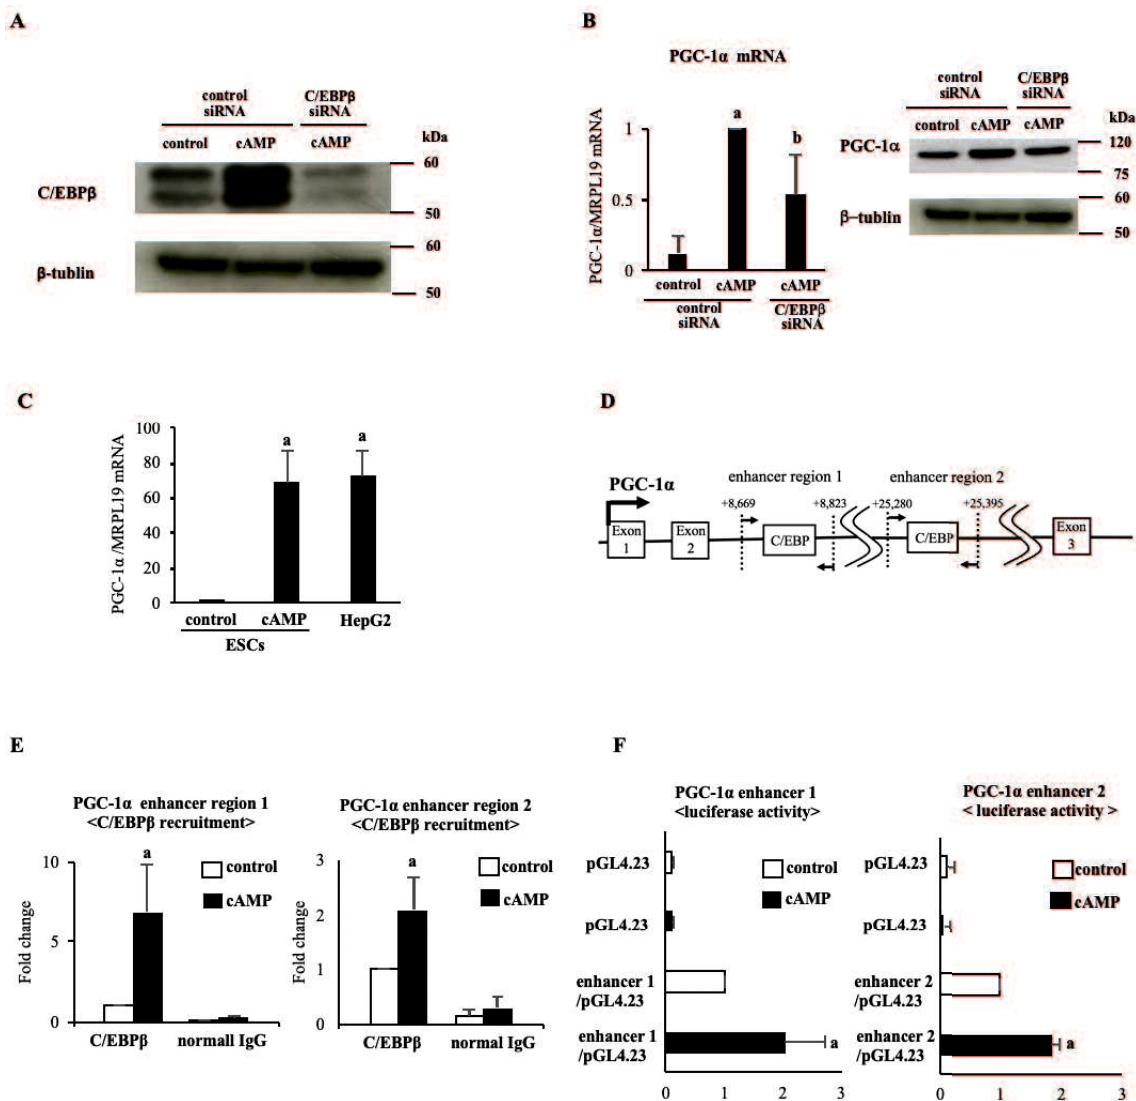 A
control
siRNA
C/EBPβ
siRNA
control
cAMP
cAMP
kDa
C/EBPβ
60
50
β-tublin
60
50
B
PGC-1α mRNA
PGC-1α/MRPL19 mRNA
1
0.5
0
a
b
control
cAMP
cAMP
control
siRNA
C/EBPβ
siRNA
control
siRNA
C/EBPβ
siRNA
control
cAMP
cAMP
kDa
PGC-1α
120
75
β−tublin
60
50
C
PGC-1α /MRPL19 mRNA
100
80
60
40
20
0
a
a
control
cAMP
HepG2
ESCs
D
PGC-1α
enhancer region 1
enhancer region 2
+8,669
+8,823
+25,280
+25,395
Exon
1
Exon
2
C/EBP
C/EBP
Exon
3
E
PGC-1α enhancer region 1
<C/EBPβ recruitment>
Fold change
10
5
0
a
control
cAMP
C/EBPβ
normall IgG
PGC-1α enhancer region 2
<C/EBPβ recruitment>
Fold change
3
2
1
0
a
control
cAMP
C/EBPβ
normal IgG
F
PGC-1α enhancer 1
<luciferase activity>
pGL4.23
pGL4.23
enhancer 1
/pGL4.23
enhancer 1
/pGL4.23
control
cAMP
a
0
1
2
3
PGC-1α enhancer 2
< luciferase activity >
pGL4.23
pGL4.23
enhancer 2
/pGL4.23
enhancer 2
/pGL4.23
control
cAMP
a
0
1
2
3